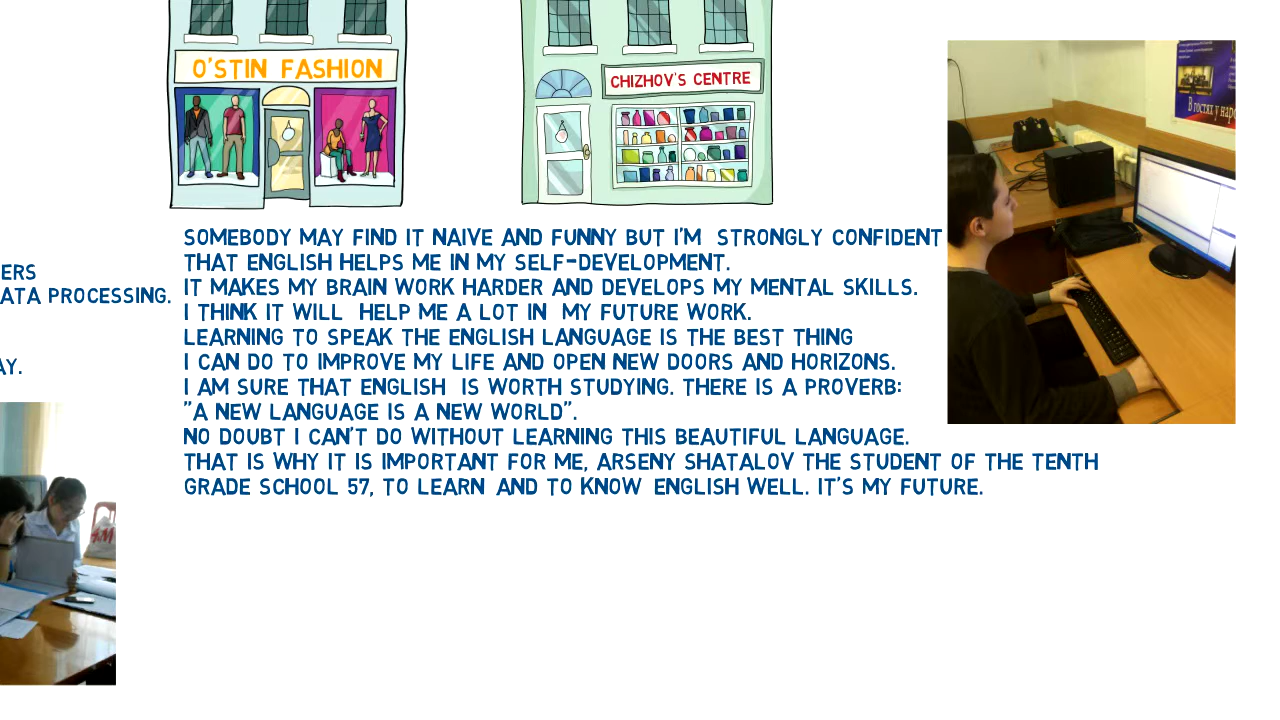 O'STIN FASHION
CHIZHOV'S CENTRE
В гостях у
ERS
ATA PROCESSING.
AY.
SOMEBODY MAY FIND IT NAIVE AND FUNNY BUT I'M STRONGLY CONFIDENT
THAT ENGLISH HELPS ME IN MY SELF-DEVELOPMENT.
IT MAKES MY BRAIN WORK HARDER AND DEVELOPS MY MENTAL SKILLS.
I THINK IT WILL HELP ME A LOT IN MY FUTURE WORK.
LEARNING TO SPEAK THE ENGLISH LANGUAGE IS THE BEST THING
I CAN DO TO IMPROVE MY LIFE AND OPEN NEW DOORS AND HORIZONS.
I AM SURE THAT ENGLISH IS WORTH STUDYING. THERE IS A PROVERB:
"A NEW LANGUAGE IS A NEW WORLD".
NO DOUBT I CAN'T DO WITHOUT LEARNING THIS BEAUTIFUL LANGUAGE.
THAT IS WHY IT IS IMPORTANT FOR ME, ARSENY SHATALOV THE STUDENT OF THE TENTH
GRADE SCHOOL 57, TO LEARN AND TO KNOW ENGLISH WELL. IT'S MY FUTURE.